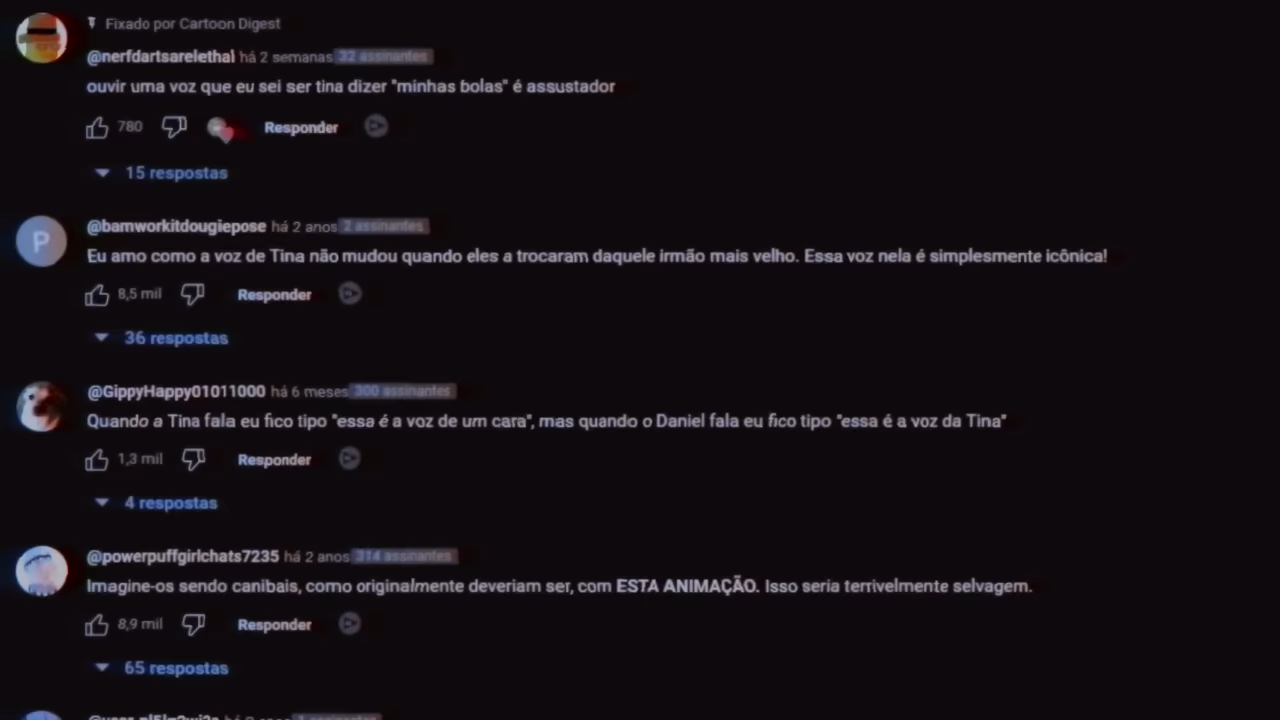 Fixado por Cartoon Digest
@nerfdartsarelethal há 2 semanas 32 assinantes
ouvir uma voz que eu sei ser tina dizer "minhas bolas" é assustador
780 Responder
15 respostas
P
@bamworkitdougiepose há 2 anos 2 assinantes
Eu amo como a voz de Tina não mudou quando eles a trocaram daquele irmão mais velho. Essa voz nela é simplesmente icônica!
8,5 mil Responder
36 respostas
@GippyHappy01011000 há 6 meses 300 assinantes
Quando a Tina fala eu fico tipo "essa é a voz de um cara", mas quando o Daniel fala eu fico tipo "essa é a voz da Tina"
1,3 mil Responder
4 respostas
@powerpuffgirlchats7235 há 2 anos 314 assinantes
Imagine-os sendo canibais, como originalmente deveriam ser, com ESTA ANIMAÇÃO. Isso seria terrivelmente selvagem.
8,9 mil Responder
65 respostas